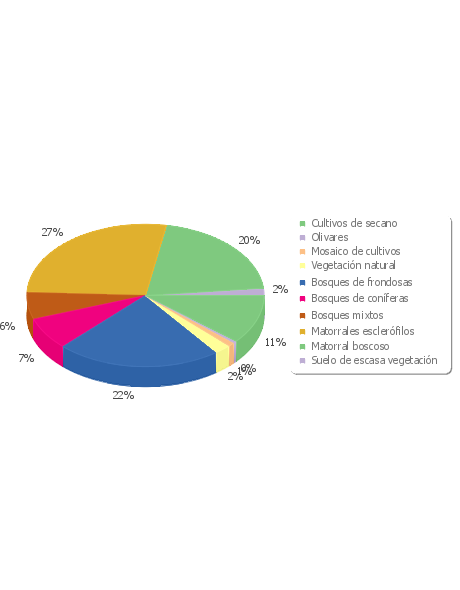 27%
20%
2%
11%
0%
1%
2%
22%
7%
6%
Cultivos de secano
Olivares
Mosaico de cultivos
Vegetación natural
Bosques de frondosas
Bosques de coníferas
Bosques mixtos
Matorrales esclerófilos
Matorral boscoso
Suelo de escasa vegetación